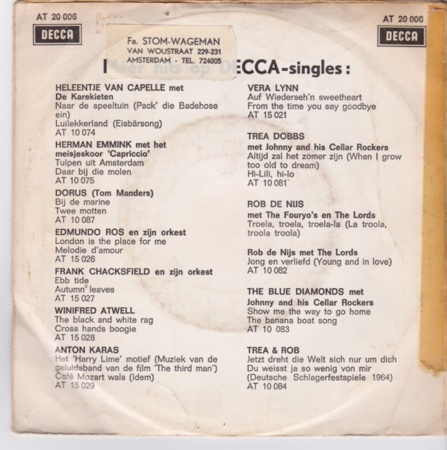 AT 20 006
AT 20 006
DECCA
DECCA
Fa. STOM-WAGEMAN
VAN WOUSTRAAT 229-231
AMSTERDAM - TEL. 724005
Meer hits op DECCA-singles:
HELEENTJE VAN CAPELLE met
De Karekieten
Naar de speeltuin (Pack' die Badehose
ein)
Luilekkerland (Eisbärsong)
AT 10 074
HERMAN EMMINK met het
meisjeskoor 'Capriccio'
Tulpen uit Amsterdam
Daar bij die molen
AT 10 075
DORUS (Tom Manders)
Bij de marine
Twee motten
AT 10 087
EDMUNDO ROS en zijn orkest
London is the place for me
Melodie d'amour
AT 15 026
FRANK CHACKSFIELD en zijn orkest
Ebb tide
Autumn leaves
AT 15 027
WINIFRED ATWELL
The black and white rag
Cross hands boogie
AT 15 028
ANTON KARAS
Het 'Harry Lime' motief (Muziek van de
geluidsband van de film 'The third man')
Café Mozart wals (idem)
AT 15 029
VERA LYNN
Auf Wiederseh'n sweetheart
From the time you say goodbye
AT 15 021
TREA DOBBS
met Johnny and his Cellar Rockers
Altijd zal het zomer zijn (When I grow
too old to dream)
Hi-Lili, hi-lo
AT 10 081
ROB DE NIJS
met The Fouryo's en The Lords
Troela, troela, troela-la (La troola,
troola troola)
Rob de Nijs met The Lords
Jong en verliefd (Young and in love)
AT 10 082
THE BLUE DIAMONDS met
Johnny and his Cellar Rockers
Show me the way to go home
The banana boat song
AT 10 083
TREA & ROB
Jetzt dreht die Welt sich nur um dich
Du weisst ja so wenig von mir
(Deutsche Schlagerfestspiele 1964)
AT 10 084